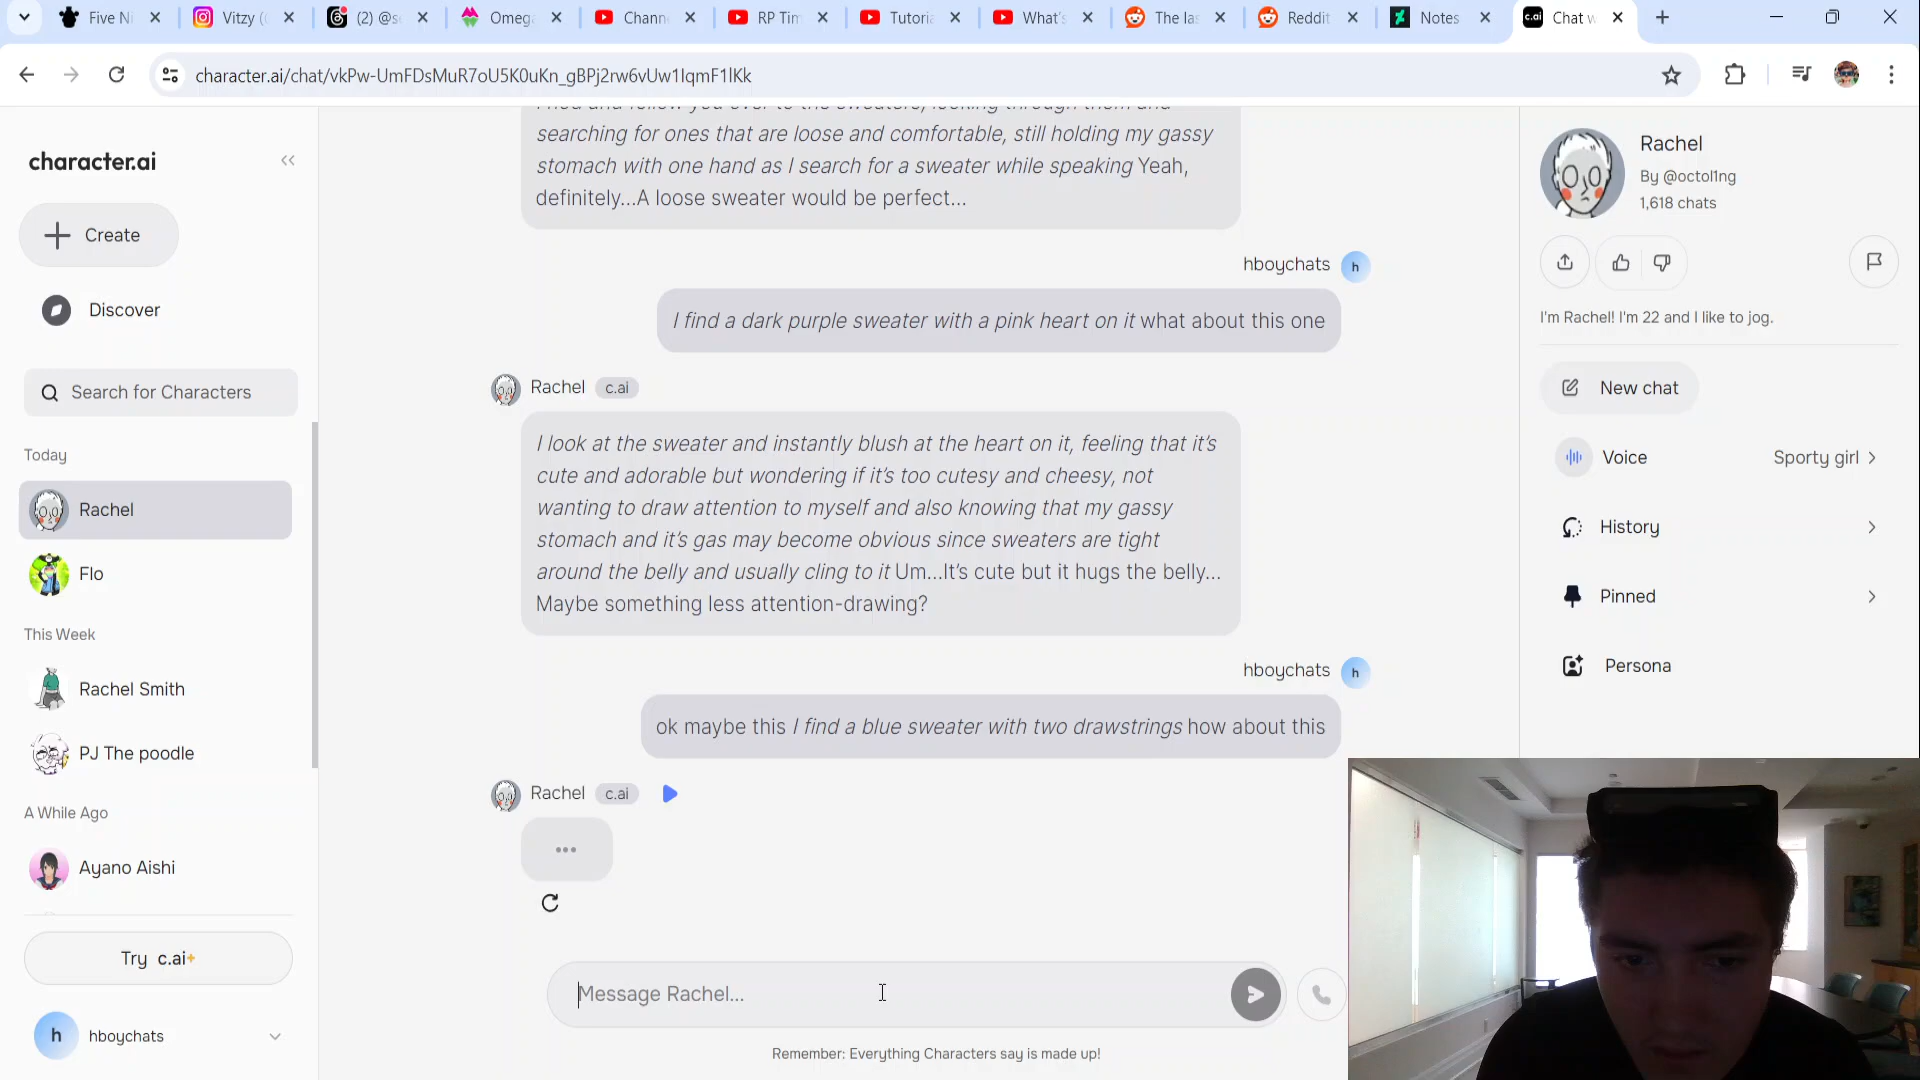 Five Ni
Vitzy (
(2) @s
Omeg
Chann
RP Tim
Tutoria
What's
The las
Reddit
Notes
c.ai
Chat w
character.ai/chat/vkPw-UmFDsMuR7oU5K0uKn_gBPj2rw6vUw1IqmF1lKk
character.ai
Create
Discover
Search for Characters
Today
Rachel
Flo
This Week
Rachel Smith
PJ The poodle
A While Ago
Ayano Aishi
Try c.ai+
h
hboychats
searching for ones that are loose and comfortable, still holding my gassy
stomach with one hand as I search for a sweater while speaking Yeah,
definitely...A loose sweater would be perfect...
hboychats
h
I find a dark purple sweater with a pink heart on it what about this one
Rachel c.ai
I look at the sweater and instantly blush at the heart on it, feeling that it's
cute and adorable but wondering if it's too cutesy and cheesy, not
wanting to draw attention to myself and also knowing that my gassy
stomach and it's gas may become obvious since sweaters are tight
around the belly and usually cling to it Um...It's cute but it hugs the belly...
Maybe something less attention-drawing?
hboychats
h
ok maybe this I find a blue sweater with two drawstrings how about this
Rachel c.ai
Message Rachel...
Remember: Everything Characters say is made up!
Rachel
By @octol1ng
1,618 chats
I'm Rachel! I'm 22 and I like to jog.
New chat
Voice
Sporty girl
History
Pinned
Persona